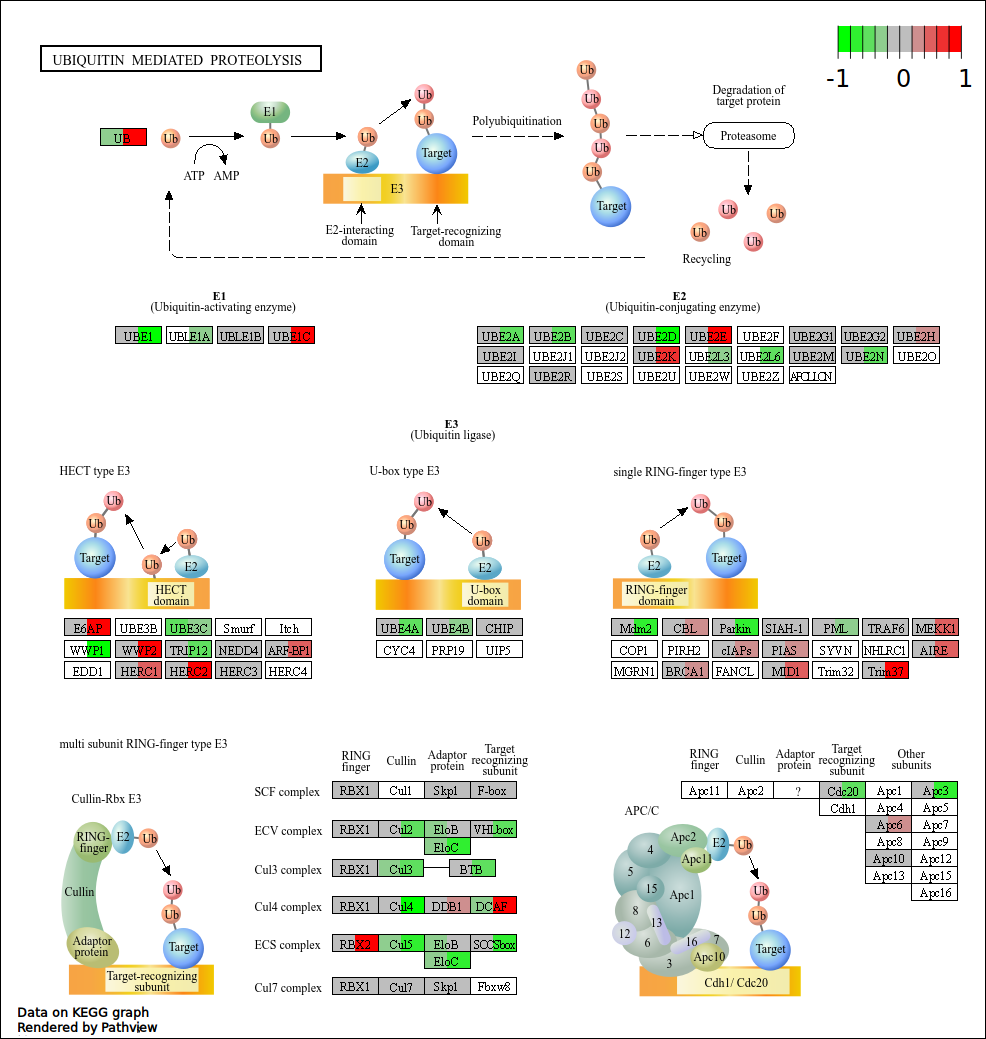 UBIQUITIN MEDIATED PROTEOLYSIS
-1 0 1
UB Ub
E1
Ub
ATP AMP
Ub
E2
Ub
Ub
Target
E3
E2-interacting
domain
Target-recognizing
domain
Polyubiquitination
Ub
Ub
Ub
Ub
Ub
Target
Degradation of
target protein
Proteasome
Ub
Ub
Ub
Ub
Recycling
E1
(Ubiquitin-activating enzyme)
UBE1 UBLE1A UBLE1B UBE1C
E2
(Ubiquitin-conjugating enzyme)
UBE2A UBE2B UBE2C UBE2D UBE2E UBE2F UBE2G1 UBE2G2 UBE2H
UBE2I UBE2J1 UBE2J2 UBE2K UBE2L3 UBE2L6 UBE2M UBE2N UBE2O
UBE2Q UBE2R UBE2S UBE2U UBE2W UBE2Z AFCLLCN
E3
(Ubiquitin ligase)
HECT type E3
Ub
Ub
Target
Ub
Ub
E2
HECT
domain
E6AP UBE3B UBE3C Smurf Itch
WWP1 WWP2 TRIP12 NEDD4 ARF-BP1
EDD1 HERC1 HERC2 HERC3 HERC4
U-box type E3
Ub
Ub
Target
Ub
E2
U-box
domain
UBE4A UBE4B CHIP
CYC4 PRP19 UIP5
single RING-finger type E3
Ub
Ub
Ub
E2
Target
RING-finger
domain
Mdm2 CBL Parkin SIAH-1 PML TRAF6 MEKK1
COP1 PIRH2 cIAPs PIAS SYVN NHLRC1 AIRE
MGRN1 BRCA1 FANCL MID1 Trim32 Trim37
multi subunit RING-finger type E3
Cullin-Rbx E3
RING-
finger
E2 Ub
Cullin
Ub
Ub
Adaptor
protein
Target
Target-recognizing
subunit
RING
finger
Cullin
Adaptor
protein
Target
recognizing
subunit
SCF complex RBX1 Cul1 Skp1 F-box
ECV complex RBX1 Cul2 EloB VHLbox
EloC
Cul3 complex RBX1 Cul3 BTB
Cul4 complex RBX1 Cul4 DDB1 DCAF
ECS complex RBX2 Cul5 EloB SOCSbox
EloC
Cul7 complex RBX1 Cul7 Skp1 Fbxw8
RING
finger
Cullin
Adaptor
protein
Target
recognizing
subunit
Other
subunits
Apc11 Apc2 ? Cdc20 Apc1 Apc3
Cdh1 Apc4 Apc5
Apc6 Apc7
Apc8 Apc9
Apc10 Apc12
Apc13 Apc15
Apc16
APC/C
Apc2 E2 Ub
4 Apc11
5
15 Apc1
Ub
8
13
Ub
12
6 16 7
3 Apc10
Target
Cdh1/ Cdc20
Data on KEGG graph
Rendered by Pathview